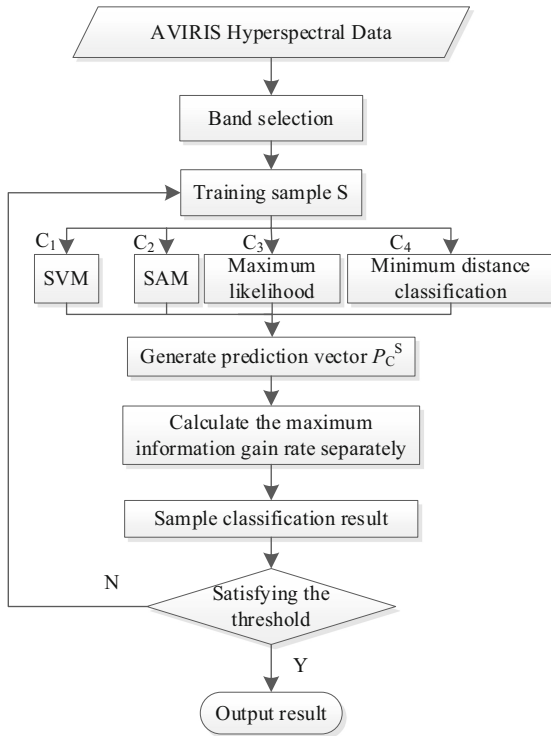 AVIRIS Hyperspectral Data
Band selection
Training sample S
C1
SVM
C2
SAM
C3
Maximum
likelihood
C4
Minimum distance
classification
Generate prediction vector PCS
Calculate the maximum
information gain rate separately
Sample classification result
N
Satisfying the
threshold
Y
Output result